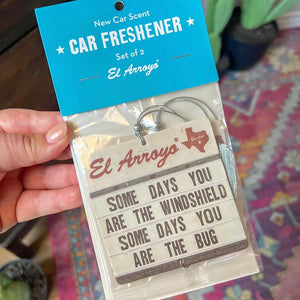 New Car Scent
★ CAR FRESHENER ★
Set of 2
El Arroyo®
El Arroyo®
SOME DAYS YOU
ARE THE WINDSHIELD
SOME DAYS YOU
ARE THE BUG